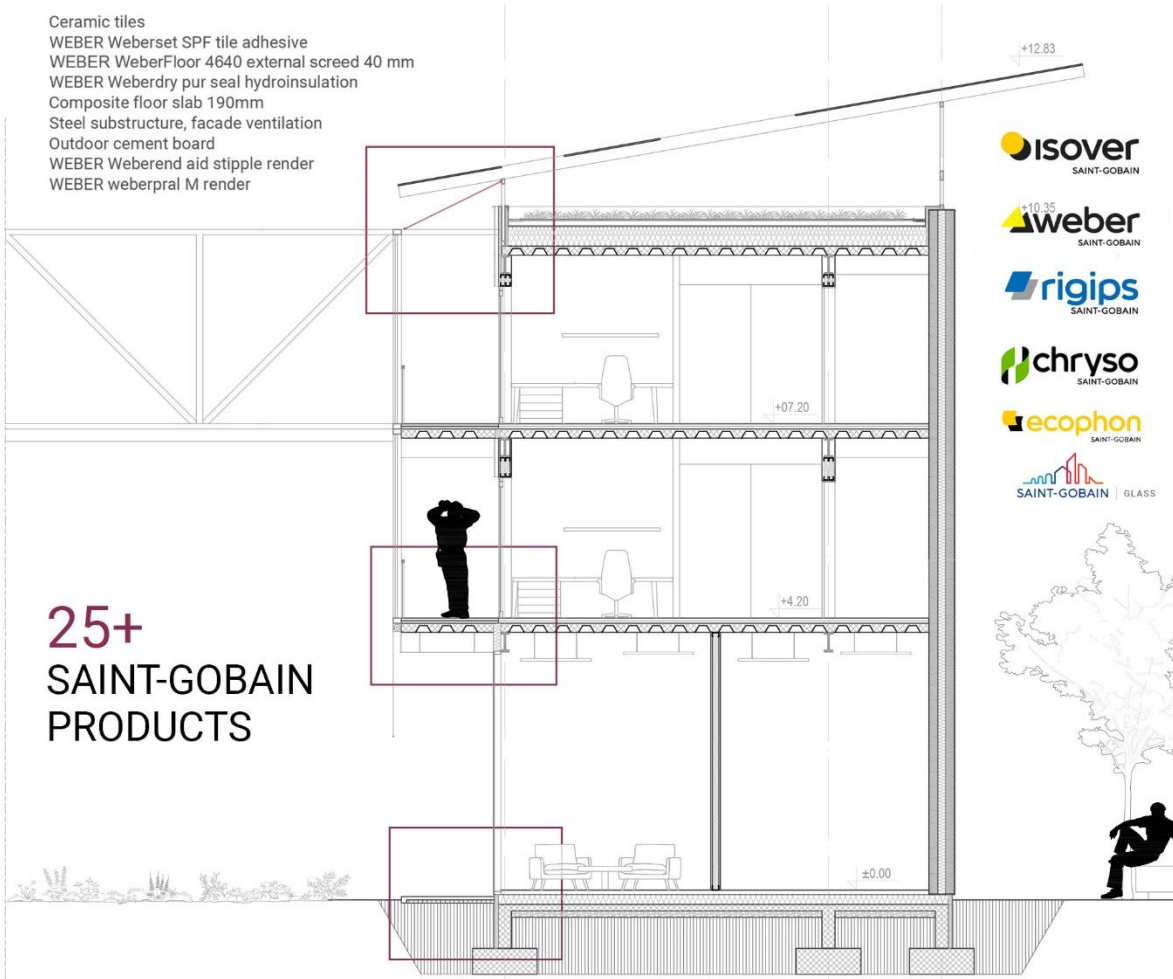 Ceramic tiles
WEBER Weberset SPF tile adhesive
WEBER WeberFloor 4640 external screed 40 mm
WEBER Weberdry pur seal hydroinsulation
Composite floor slab 190mm
Steel substructure, facade ventilation
Outdoor cement board
WEBER Weberend aid stipple render
WEBER weberpral M render
+12.83
isover
SAINT-GOBAIN
+10.35
weber
SAINT-GOBAIN
rigips
SAINT-GOBAIN
chryso
SAINT-GOBAIN
+07.20
ecophon
SAINT-GOBAIN
SAINT-GOBAIN | GLASS
+4.20
25+
SAINT-GOBAIN
PRODUCTS
±0.00